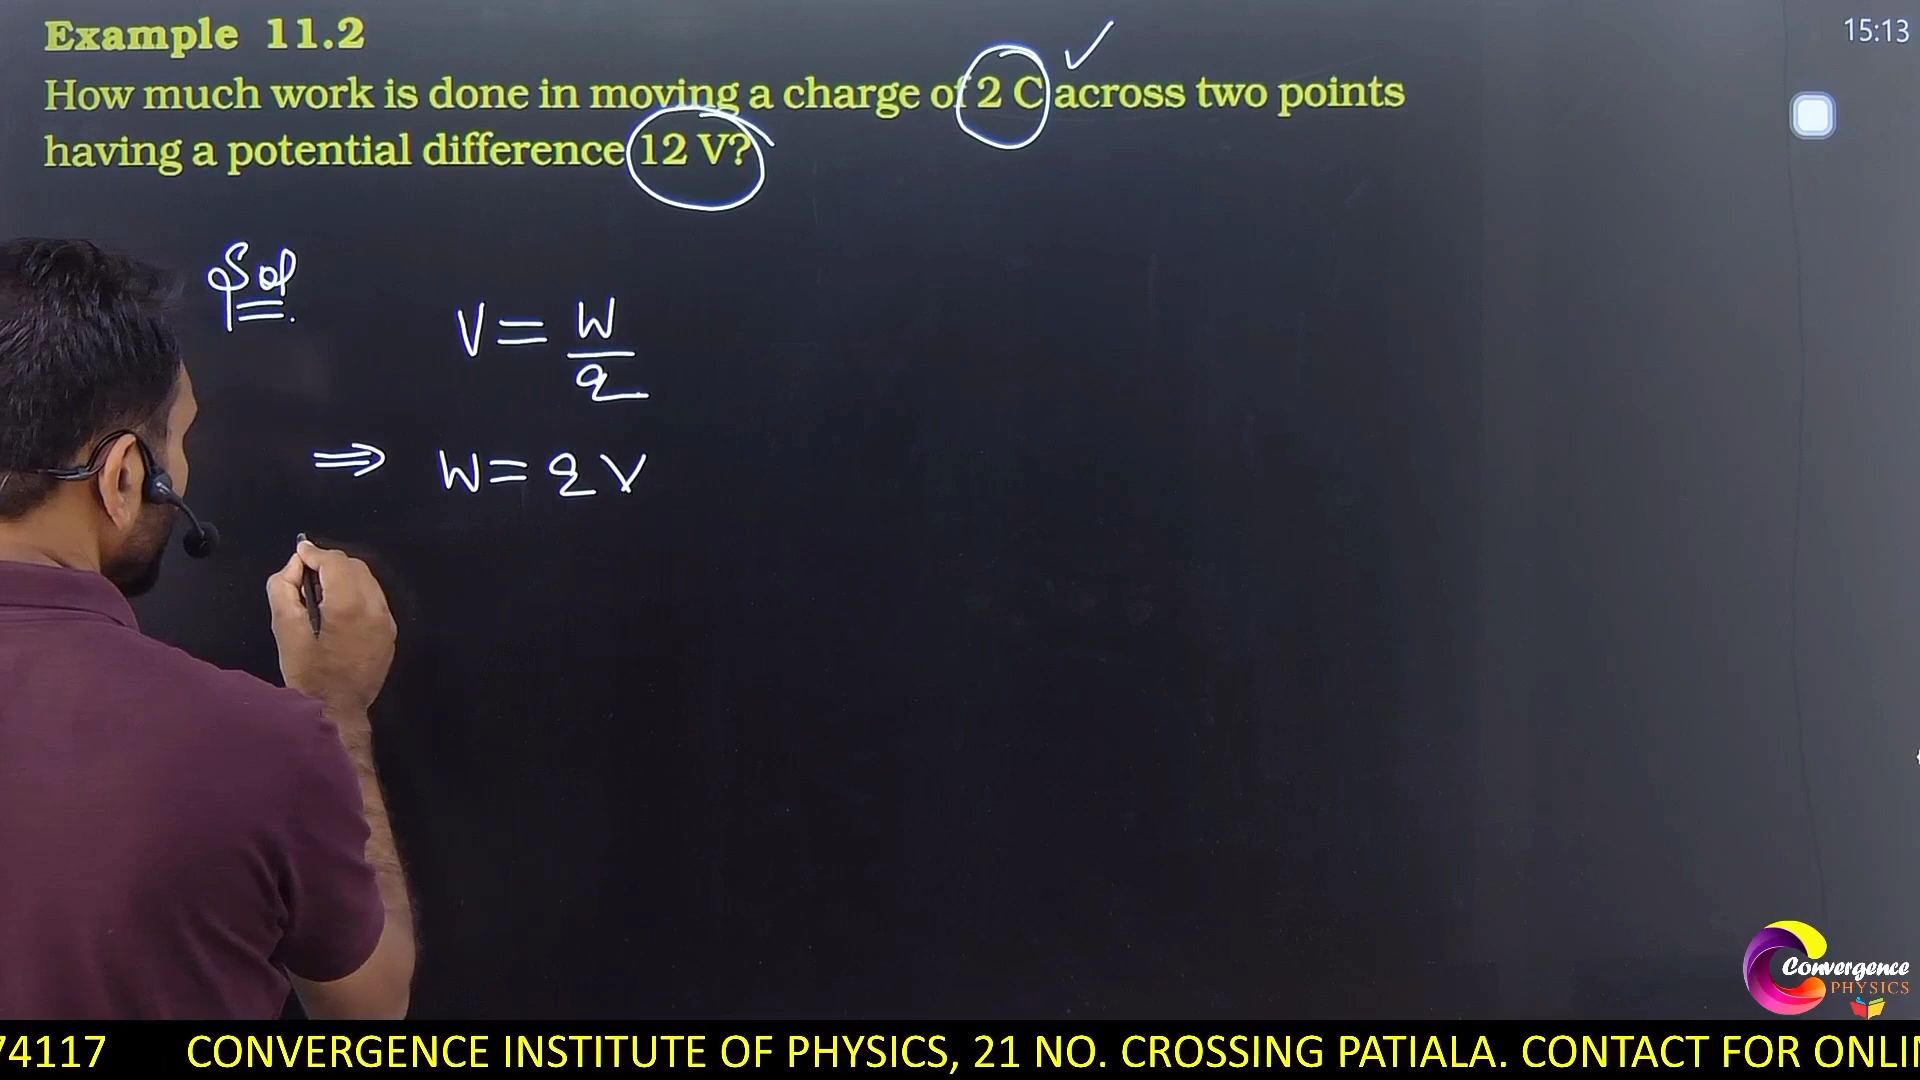 Example 11.2
15:13
How much work is done in moving a charge of 2 C across two points
having a potential difference 12 V?
Sol.
V = W/q
⇒ W = qV
Convergence
PHYSICS
74117 CONVERGENCE INSTITUTE OF PHYSICS, 21 NO. CROSSING PATIALA. CONTACT FOR ONLI